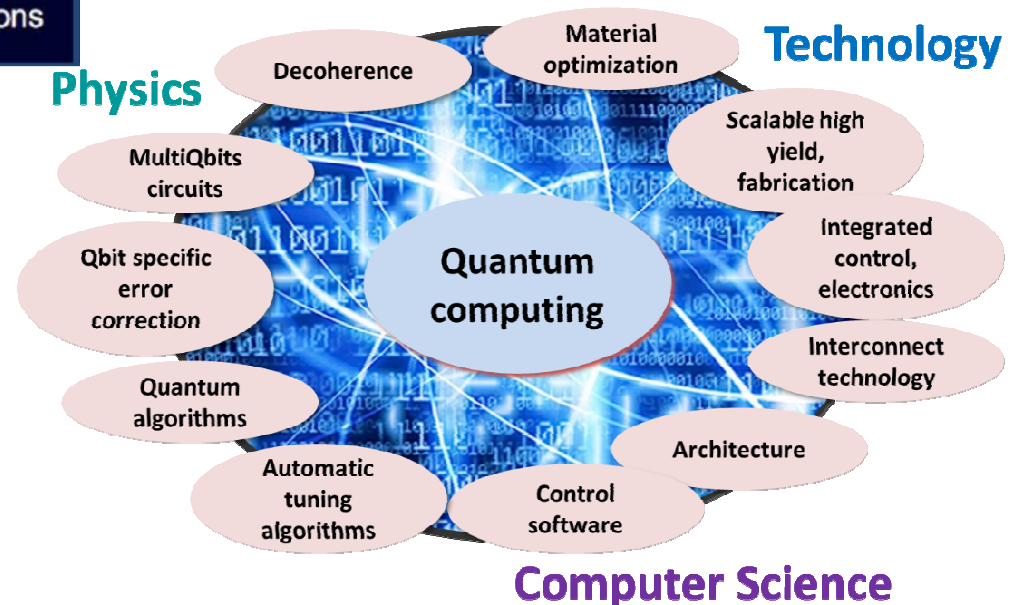 ons
Physics
Technology
Decoherence
Material
optimization
Scalable high
yield,
fabrication
MultiQbits
circuits
Integrated
control,
electronics
Qbit specific
error
correction
Quantum
computing
Interconnect
technology
Quantum
algorithms
Architecture
Automatic
tuning
algorithms
Control
software
Computer Science